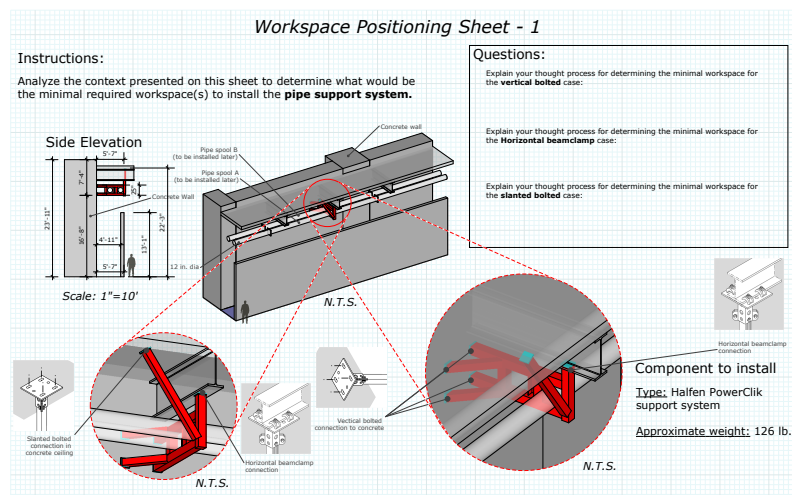 Workspace Positioning Sheet - 1
Instructions:
Analyze the context presented on this sheet to determine what would be
the minimal required workspace(s) to install the pipe support system.
Questions:
Explain your thought process for determining the minimal workspace for
the vertical bolted case:
Explain your thought process for determining the minimal workspace for
the Horizontal beamclamp case:
Explain your thought process for determining the minimal workspace for
the slanted bolted case:
Side Elevation
5'-7"
7'-4"
25"
Concrete Wall
23'-11"
16'-8"
4'-11"
13'-1"
22'-3"
5'-7"
Scale: 1"=10'
Concrete wall
Pipe spool B
(to be installed later)
Pipe spool A
(to be installed later)
12 in. dia
N.T.S.
Slanted bolted
connection in
concrete ceiling
Horizontal beamclamp
connection
N.T.S.
Vertical bolted
connection to concrete
Horizontal beamclamp
connection
N.T.S.
Component to install
Type: Halfen PowerClik
support system
Approximate weight: 126 lb.